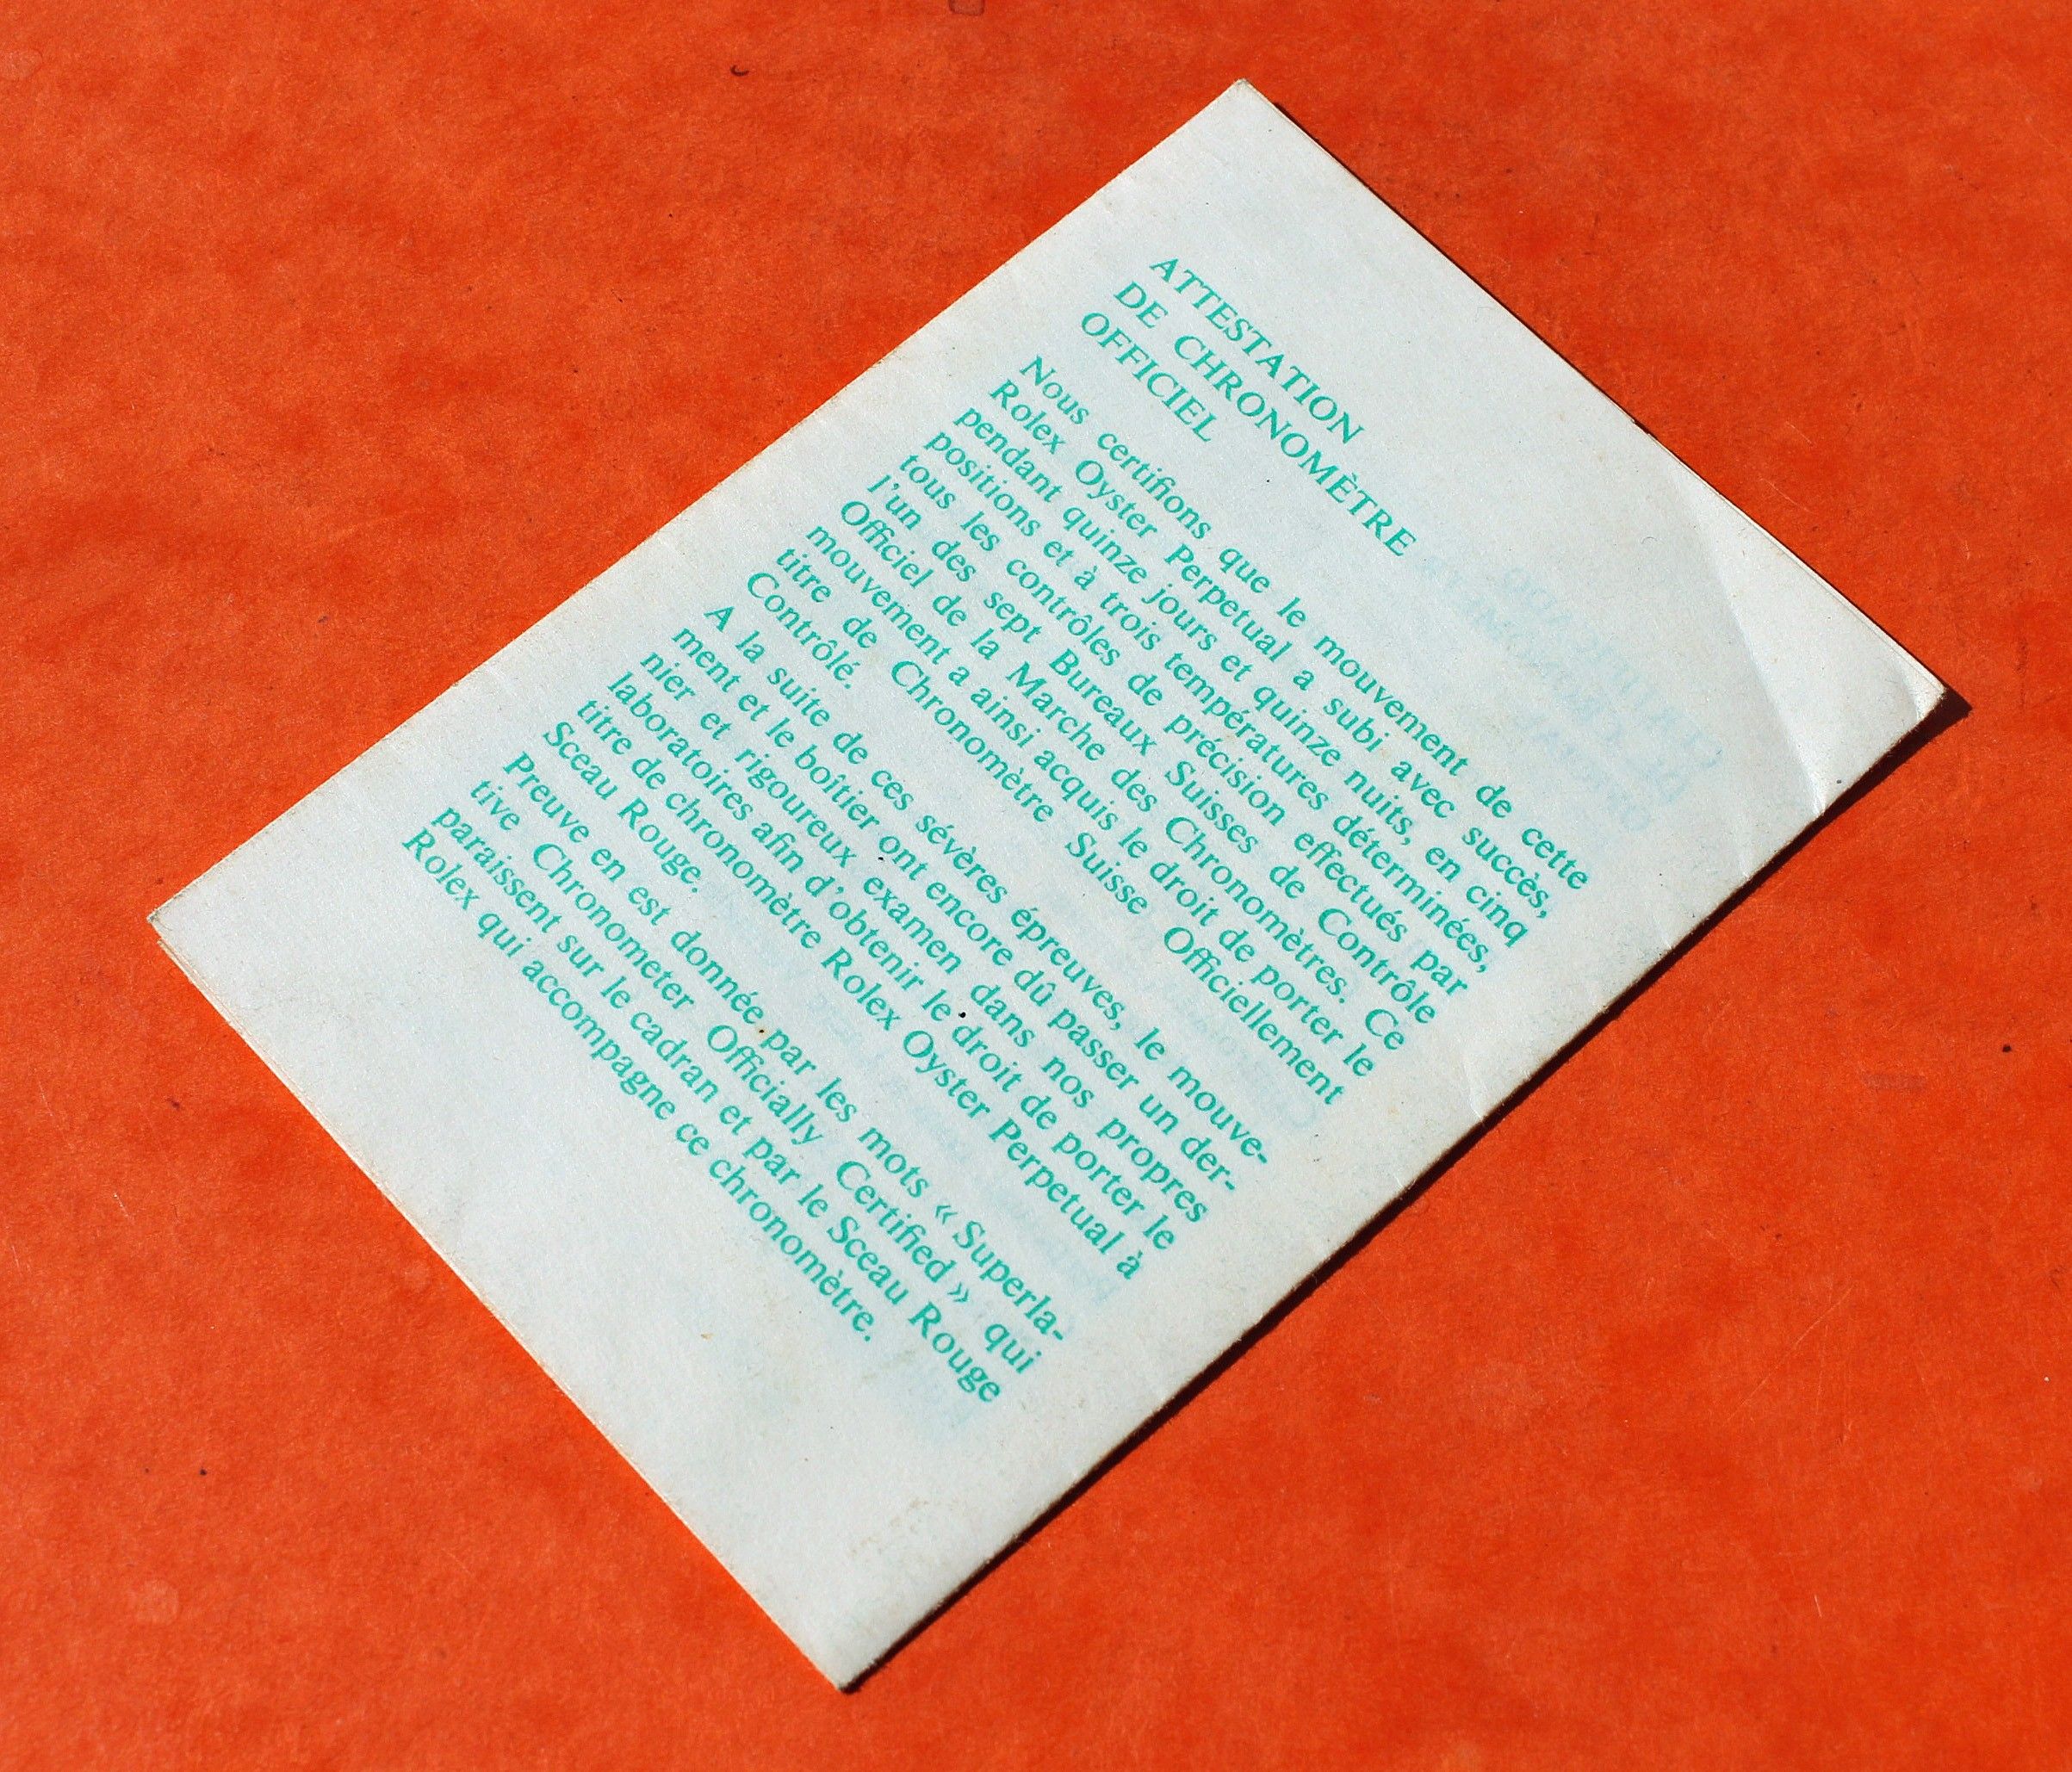 ATTESTATION
DE CHRONOMÈTRE
OFFICIEL
Nous certifions que le mouvement de cette
Rolex Oyster Perpetual a subi avec succès,
pendant quinze jours et quinze nuits, en cinq
positions et à trois températures déterminées,
tous les contrôles de précision effectués par
l'un des sept Bureaux Suisses de Contrôle
Officiel de la Marche des Chronomètres. Ce
mouvement a ainsi acquis le droit de porter le
titre de Chronomètre Suisse Officiellement
Contrôlé.
A la suite de ces sévères épreuves, le mouve-
ment et le boîtier ont encore dû passer un der-
nier et rigoureux examen dans nos propres
laboratoires afin d'obtenir le droit de porter le
titre de chronomètre Rolex Oyster Perpetual à
Sceau Rouge.
Preuve en est donnée par les mots « Superla-
tive Chronometer Officially Certified » qui
paraissent sur le cadran et par le Sceau Rouge
Rolex qui accompagne ce chronomètre.